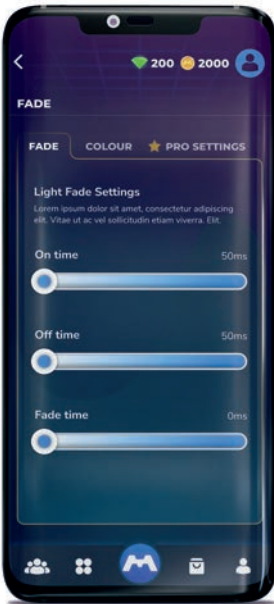 200 2000
FADE
FADE COLOUR PRO SETTINGS
Light Fade Settings
Lorem ipsum dolor sit amet, consectetur adipiscing
elit. Vitae ut ac vel sollicitudin etiam viverra. Elit.
On time 50ms
Off time 50ms
Fade time 0ms